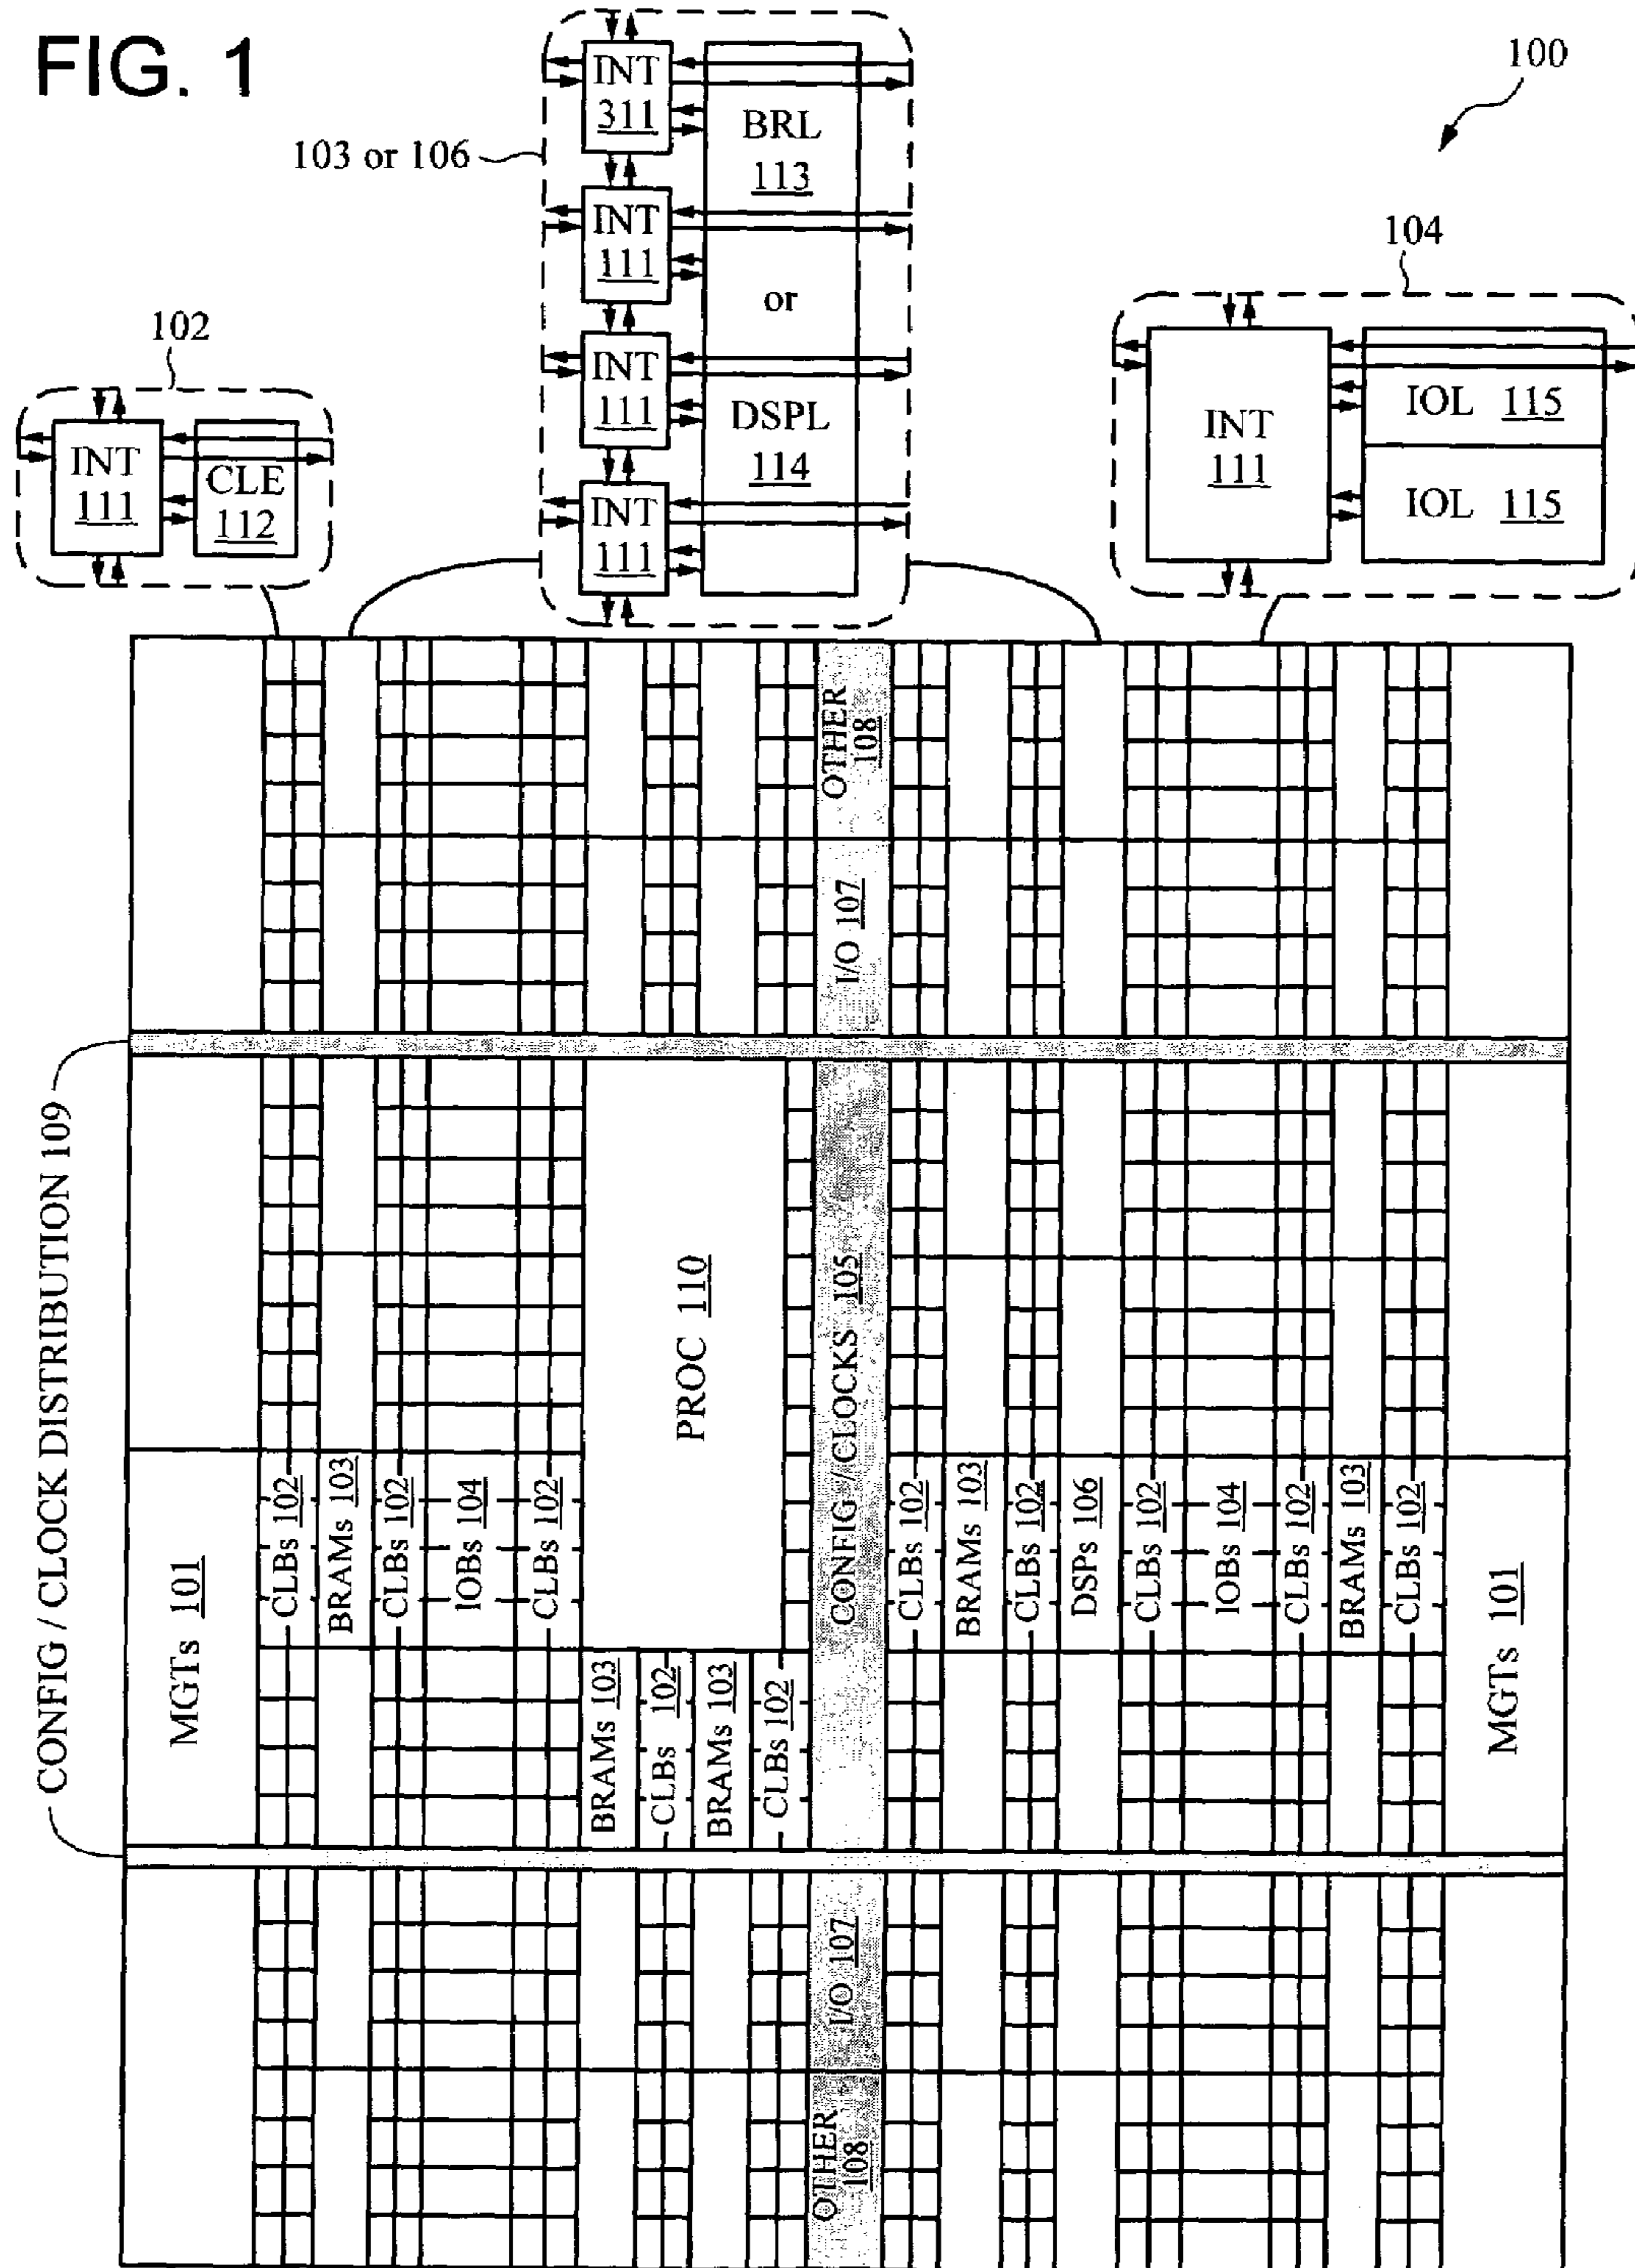 FIG. 1
100
103 or 106
INT
311
INT
111
INT
111
INT
111
BRL
113
or
DSPL
114
102
INT
111
CLE
112
104
INT
111
IOL 115
IOL 115
OTHER
108
I/O 107
CONFIG / CLOCK DISTRIBUTION 109
PROC 110
CONFIG / CLOCKS 105
MGTs 101
CLBs 102
BRAMs 103
CLBs 102
IOBs 104
CLBs 102
BRAMs 103
CLBs 102
BRAMs 103
CLBs 102
CLBs 102
BRAMs 103
CLBs 102
DSPs 106
CLBs 102
IOBs 104
CLBs 102
BRAMs 103
CLBs 102
MGTs 101
I/O 107
OTHER
108